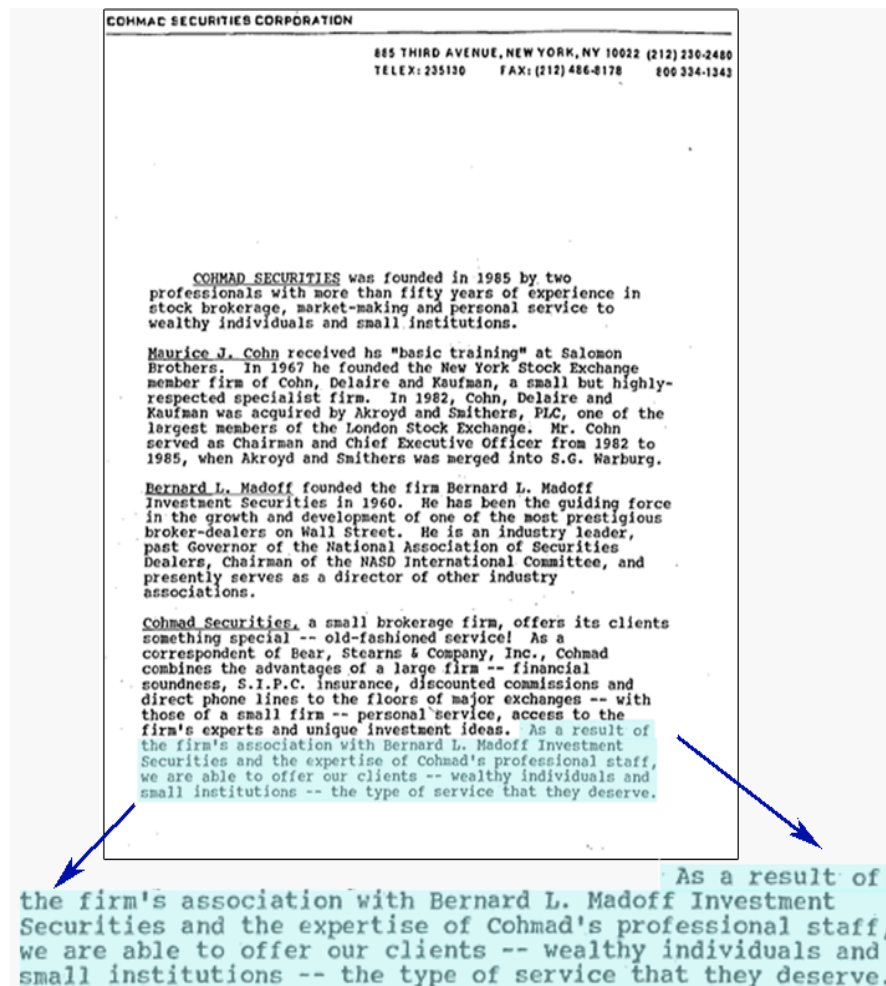 COHMAC SECURITIES CORPORATION
885 THIRD AVENUE, NEW YORK, NY 10022 (212) 230-2480
TELEX: 235130 FAX: (212) 486-8178 800 334-1343
COHMAD SECURITIES was founded in 1985 by two
professionals with more than fifty years of experience in
stock brokerage, market-making and personal service to
wealthy individuals and small institutions.
Maurice J. Cohn received hs "basic training" at Salomon
Brothers. In 1967 he founded the New York Stock Exchange
member firm of Cohn, Delaire and Kaufman, a small but highly-
respected specialist firm. In 1982, Cohn, Delaire and
Kaufman was acquired by Akroyd and Smithers, PLC, one of the
largest members of the London Stock Exchange. Mr. Cohn
served as Chairman and Chief Executive Officer from 1982 to
1985, when Akroyd and Smithers was merged into S.G. Warburg.
Bernard L. Madoff founded the firm Bernard L. Madoff
Investment Securities in 1960. He has been the guiding force
in the growth and development of one of the most prestigious
broker-dealers on Wall Street. He is an industry leader,
past Governor of the National Association of Securities
Dealers, Chairman of the NASD International Committee, and
presently serves as a director of other industry
associations.
Cohmad Securities, a small brokerage firm, offers its clients
something special -- old-fashioned service! As a
correspondent of Bear, Stearns & Company, Inc., Cohmad
combines the advantages of a large firm -- financial
soundness, S.I.P.C. insurance, discounted commissions and
direct phone lines to the floors of major exchanges -- with
those of a small firm -- personal service, access to the
firm's experts and unique investment ideas. As a result of
the firm's association with Bernard L. Madoff Investment
Securities and the expertise of Cohmad's professional staff,
we are able to offer our clients -- wealthy individuals and
small institutions -- the type of service that they deserve.
As a result of
the firm's association with Bernard L. Madoff Investment
Securities and the expertise of Cohmad's professional staff,
we are able to offer our clients -- wealthy individuals and
small institutions -- the type of service that they deserve.